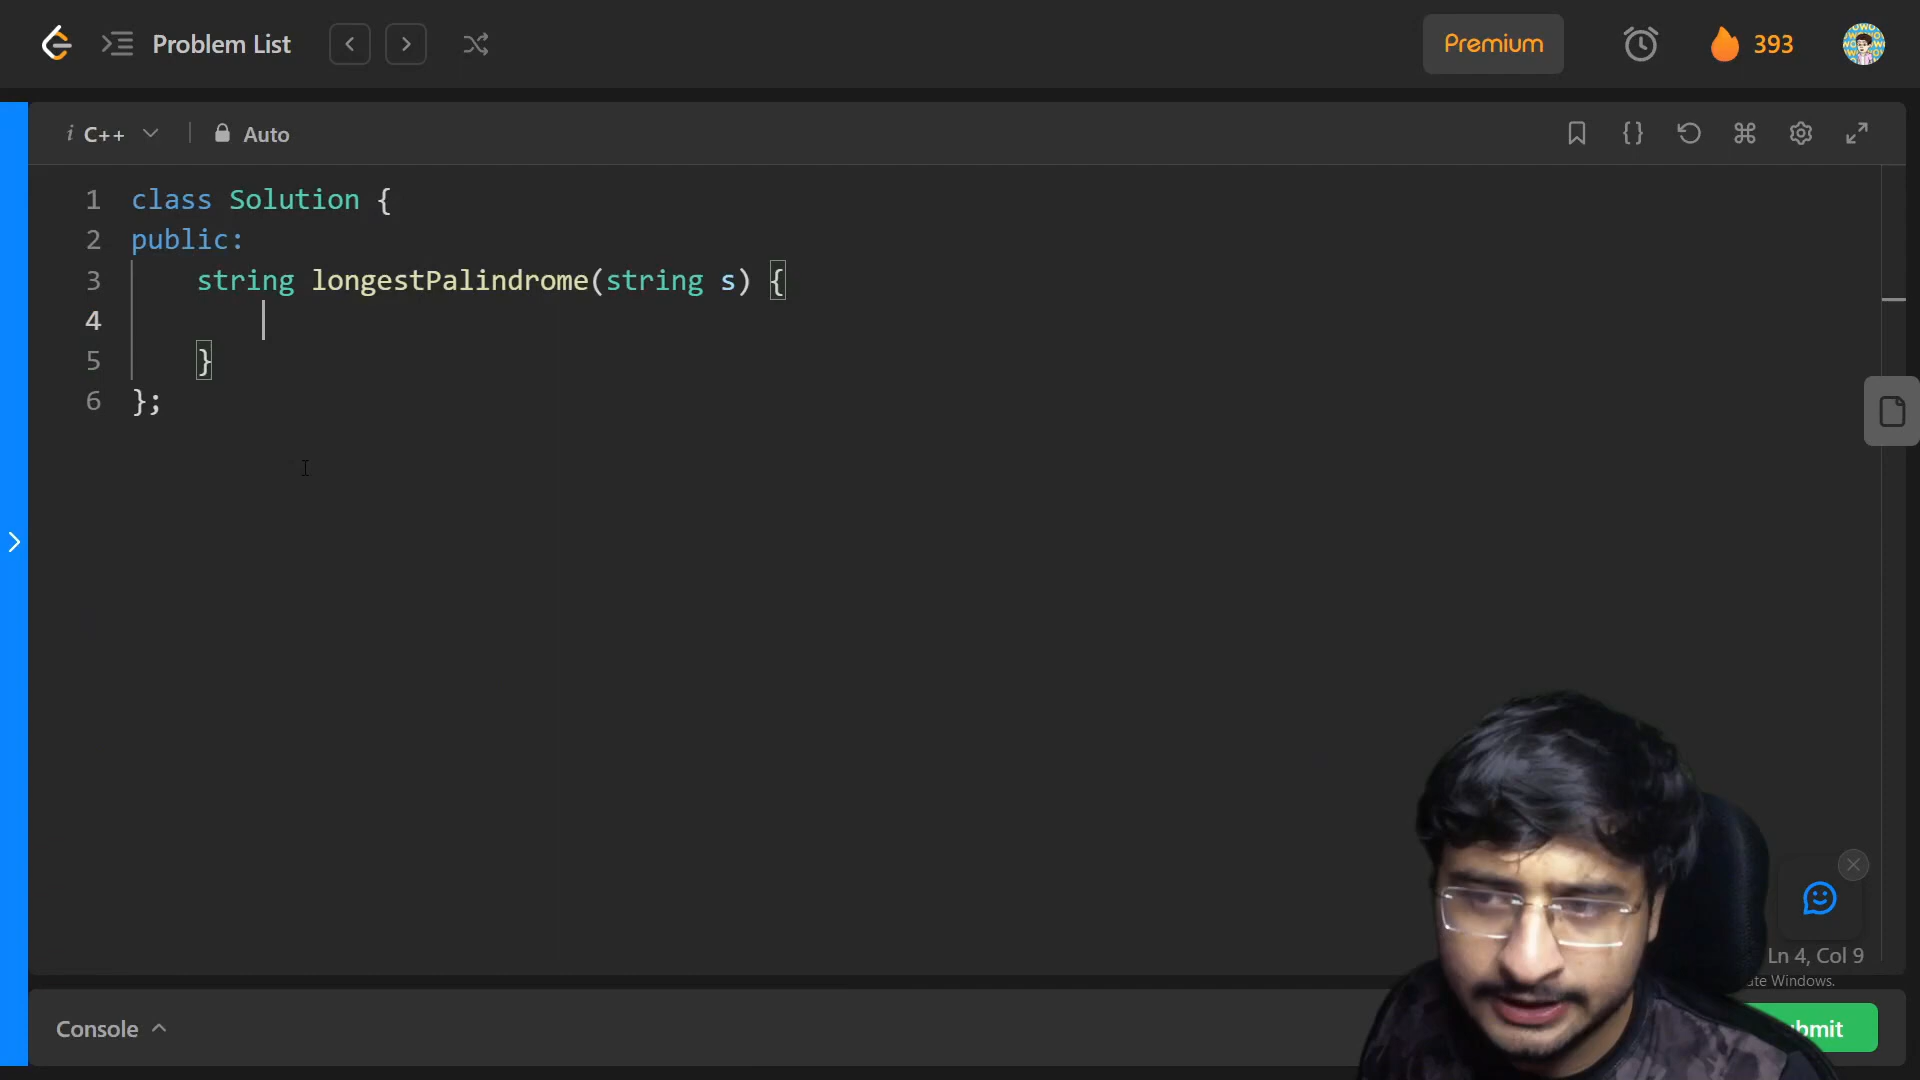 Problem List
Premium
393
i C++
Auto
1 class Solution {
2 public:
3 string longestPalindrome(string s) {
4
5 }
6 };
Ln 4, Col 9
Windows.
Console